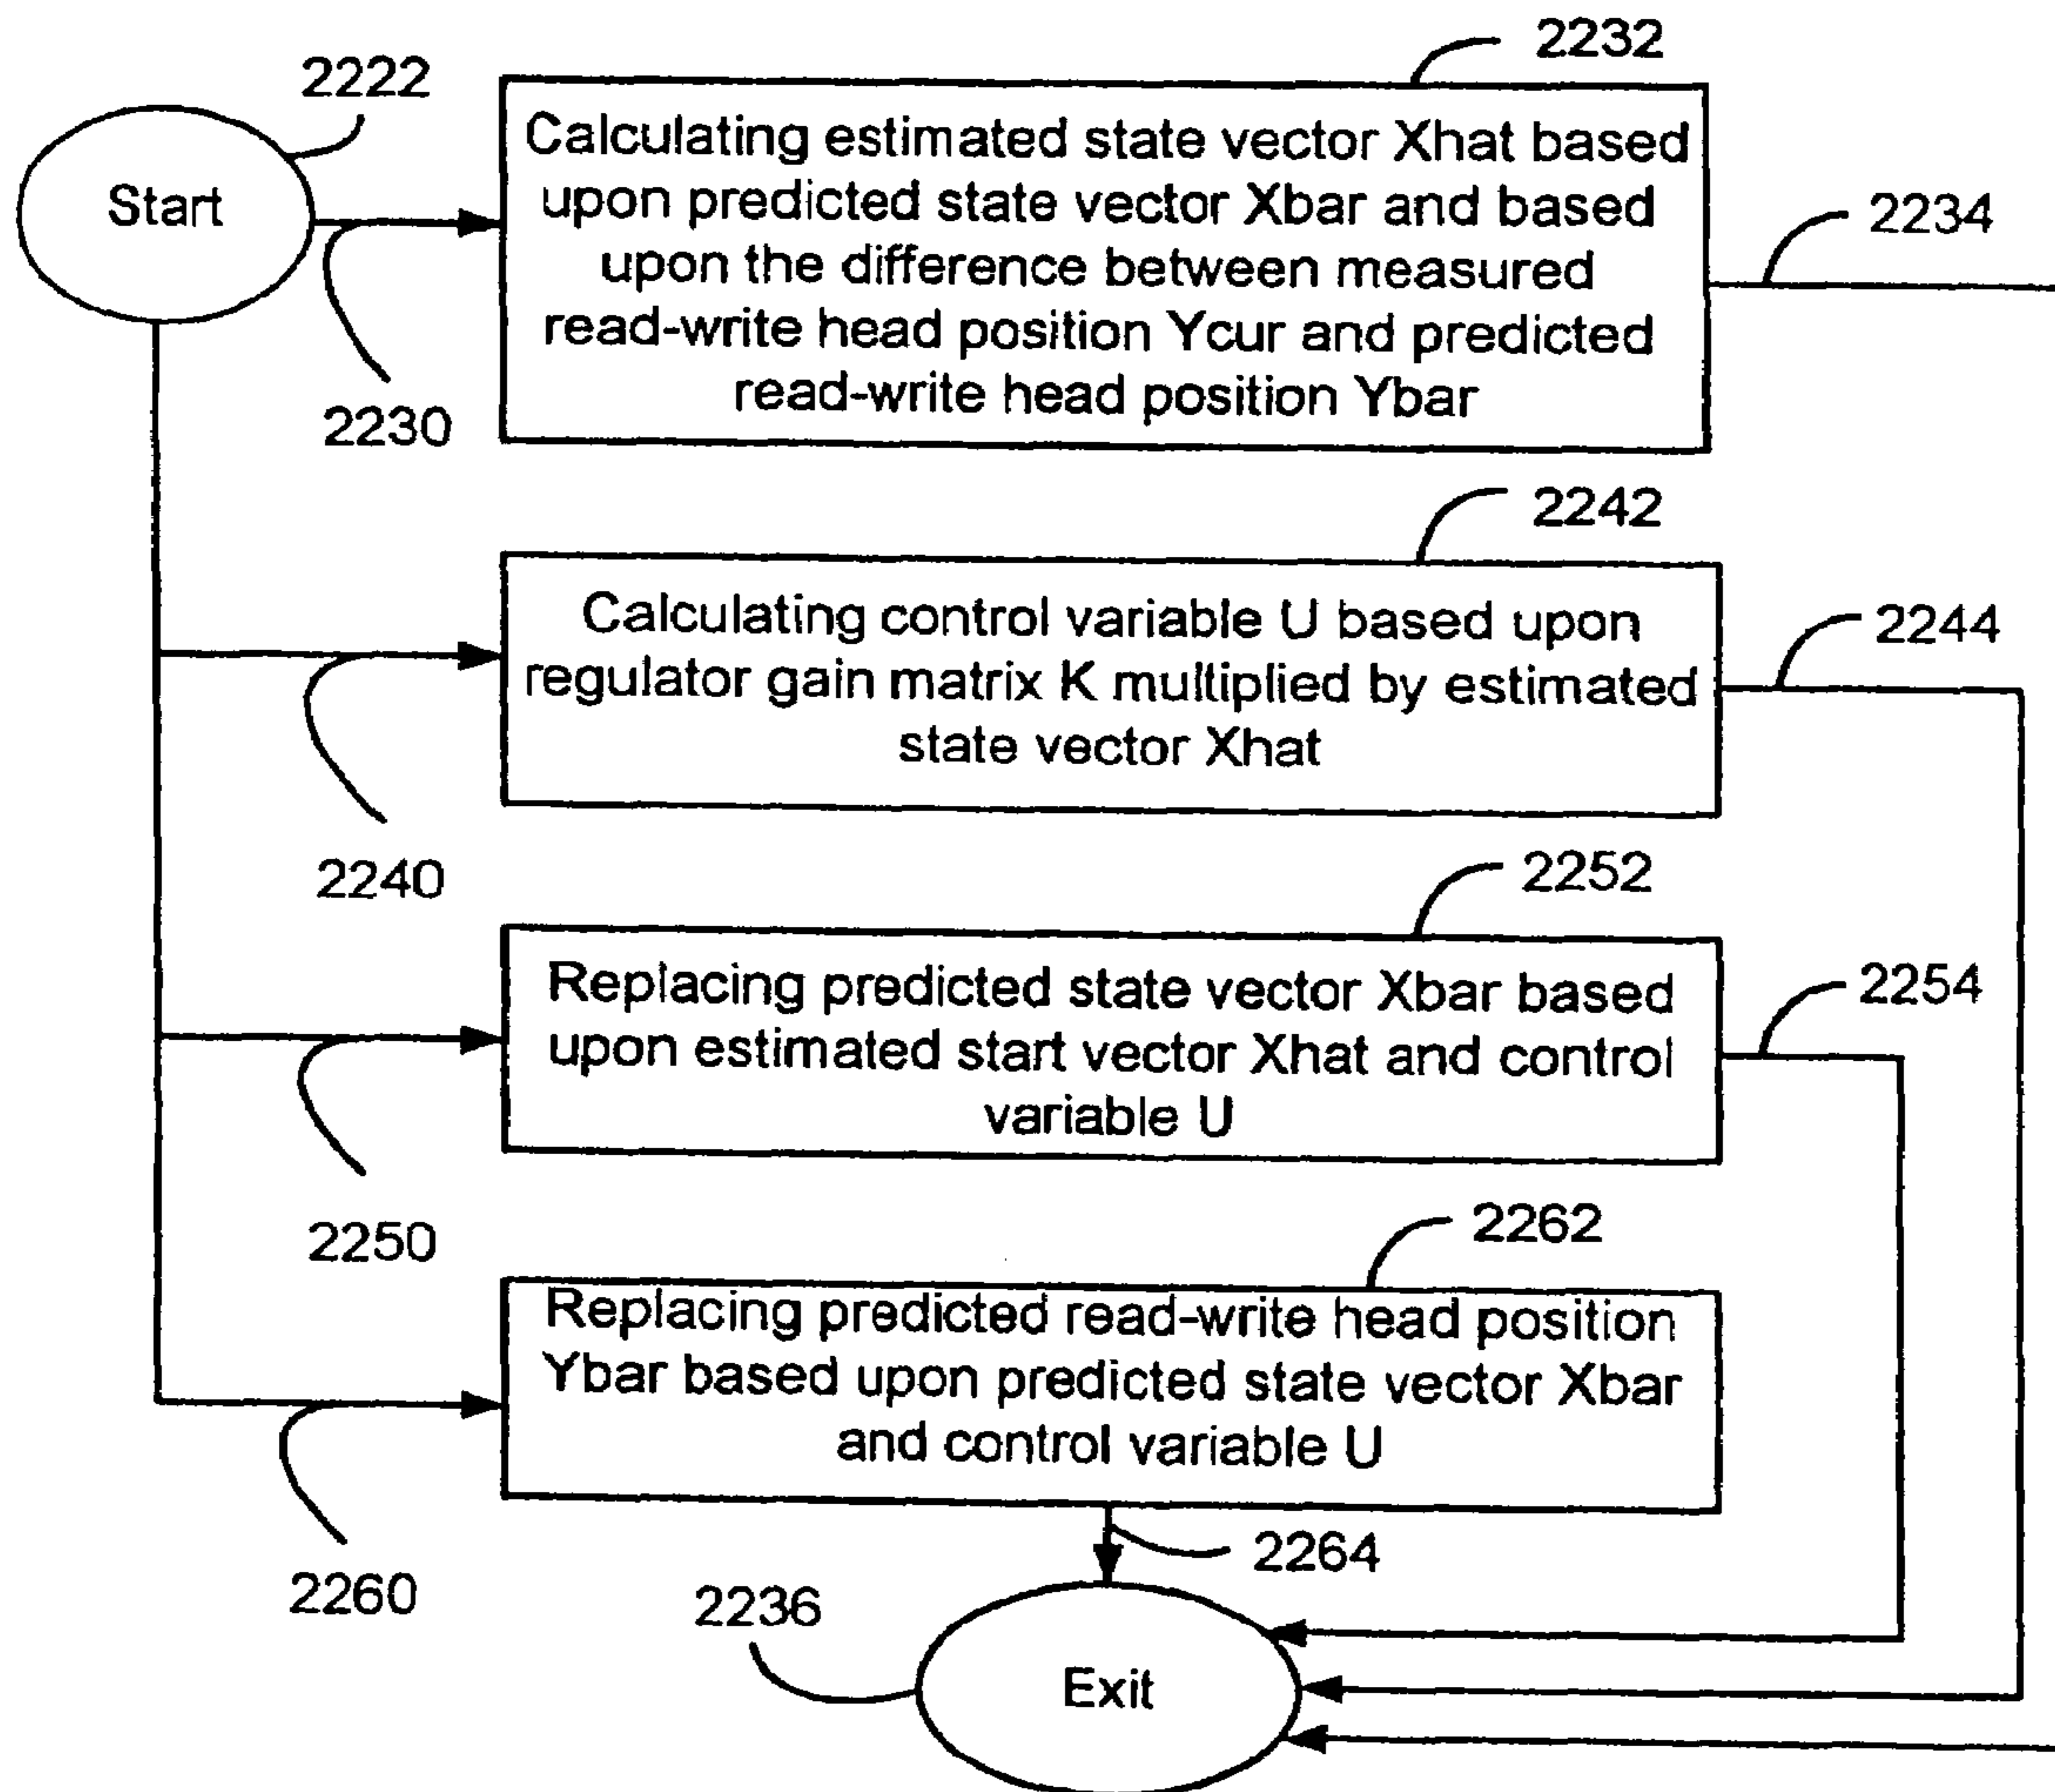 2232
2222
Start
Calculating estimated state vector Xhat based
upon predicted state vector Xbar and based
upon the difference between measured
read-write head position Ycur and predicted
read-write head position Ybar
2234
2230
2242
Calculating control variable U based upon
regulator gain matrix K multiplied by estimated
state vector Xhat
2244
2240
2252
Replacing predicted state vector Xbar based
upon estimated start vector Xhat and control
variable U
2254
2250
2262
Replacing predicted read-write head position
Ybar based upon predicted state vector Xbar
and control variable U
2264
2260
2236
Exit